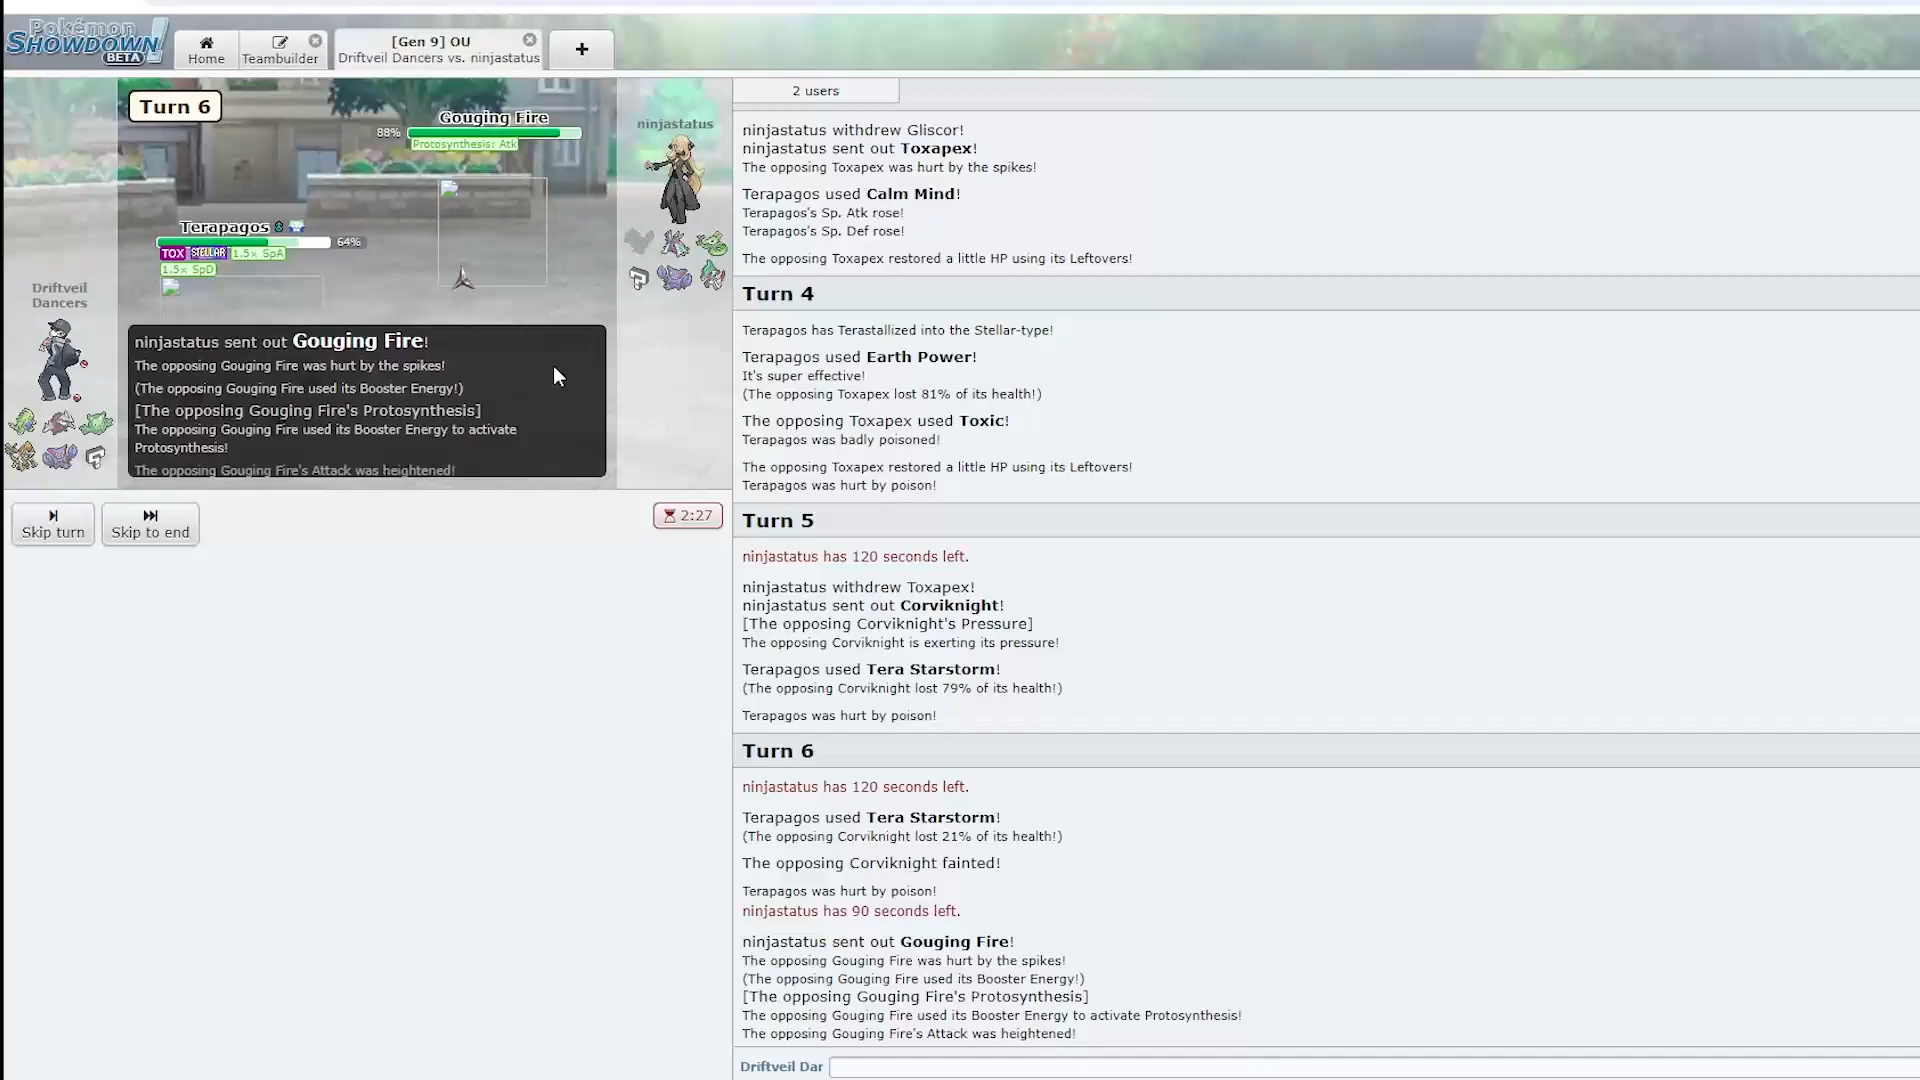 Pokémon
SHOWDOWN!
BETA
Home
Teambuilder
[Gen 9] OU
Driftveil Dancers vs. ninjastatus
+
Turn 6
Gouging Fire
88%
Protosynthesis: Atk
Terapagos
64%
TOX STELLAR 1.5× SpA
1.5× SpD
ninjastatus
Driftveil
Dancers
ninjastatus sent out Gouging Fire!
The opposing Gouging Fire was hurt by the spikes!
(The opposing Gouging Fire used its Booster Energy!)
[The opposing Gouging Fire's Protosynthesis]
The opposing Gouging Fire used its Booster Energy to activate
Protosynthesis!
The opposing Gouging Fire's Attack was heightened!
Skip turn
Skip to end
2:27
2 users
ninjastatus withdrew Gliscor!
ninjastatus sent out Toxapex!
The opposing Toxapex was hurt by the spikes!
Terapagos used Calm Mind!
Terapagos's Sp. Atk rose!
Terapagos's Sp. Def rose!
The opposing Toxapex restored a little HP using its Leftovers!
Turn 4
Terapagos has Terastallized into the Stellar-type!
Terapagos used Earth Power!
It's super effective!
(The opposing Toxapex lost 81% of its health!)
The opposing Toxapex used Toxic!
Terapagos was badly poisoned!
The opposing Toxapex restored a little HP using its Leftovers!
Terapagos was hurt by poison!
Turn 5
ninjastatus has 120 seconds left.
ninjastatus withdrew Toxapex!
ninjastatus sent out Corviknight!
[The opposing Corviknight's Pressure]
The opposing Corviknight is exerting its pressure!
Terapagos used Tera Starstorm!
(The opposing Corviknight lost 79% of its health!)
Terapagos was hurt by poison!
Turn 6
ninjastatus has 120 seconds left.
Terapagos used Tera Starstorm!
(The opposing Corviknight lost 21% of its health!)
The opposing Corviknight fainted!
Terapagos was hurt by poison!
ninjastatus has 90 seconds left.
ninjastatus sent out Gouging Fire!
The opposing Gouging Fire was hurt by the spikes!
(The opposing Gouging Fire used its Booster Energy!)
[The opposing Gouging Fire's Protosynthesis]
The opposing Gouging Fire used its Booster Energy to activate Protosynthesis!
The opposing Gouging Fire's Attack was heightened!
Driftveil Dar